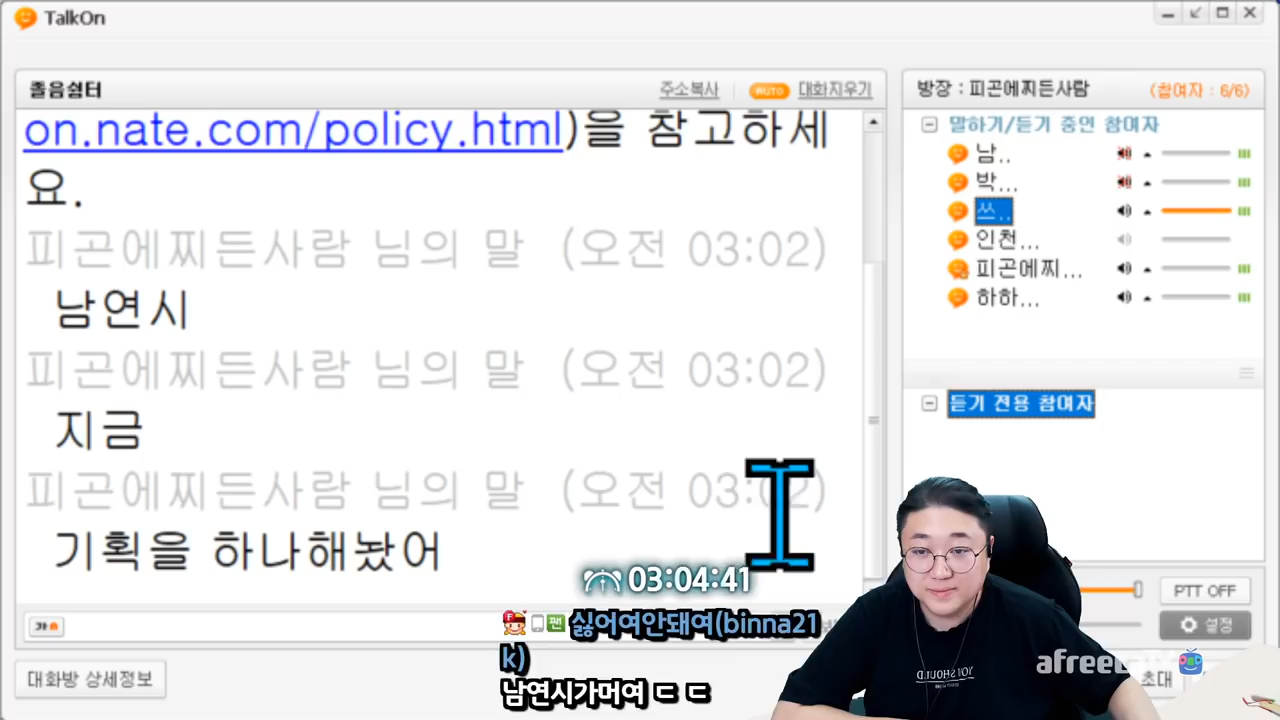 TalkOn
졸음쉼터
주소복사
AUTO
대화지우기
on.nate.com/policy.html)을 참고하세
요.
피곤에찌든사람 님의 말 (오전 03:02)
남연시
피곤에찌든사람 님의 말 (오전 03:02)
지금
피곤에찌든사람 님의 말 (오전 03:02)
기획을 하나해놨어
방장 : 피곤에찌든사람
(참여자 : 6/6)
말하기/듣기 중인 참여자
남..
박...
쓰..
인천...
피곤에찌...
하하...
듣기 전용 참여자
PTT OFF
설정
초대
대화방 상세정보
03:04:41
싫어여안돼여(binna21
k)
남연시가머여 ㄷ ㄷ
YOU SHOULD